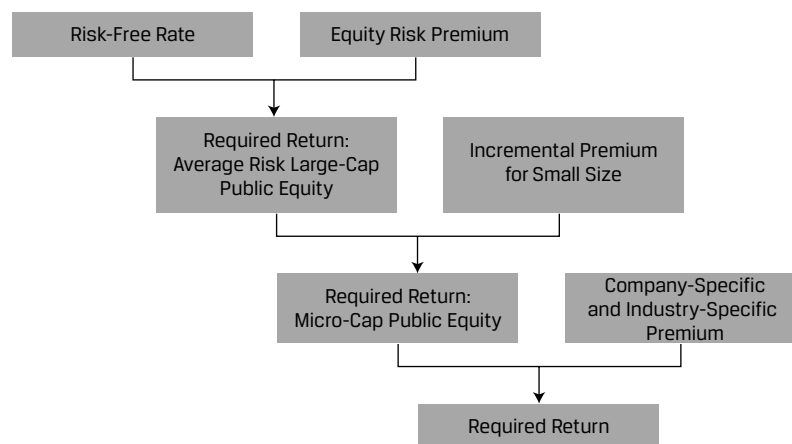 Risk-Free Rate
Equity Risk Premium
Required Return:
Average Risk Large-Cap
Public Equity
Incremental Premium
for Small Size
Required Return:
Micro-Cap Public Equity
Company-Specific
and Industry-Specific
Premium
Required Return